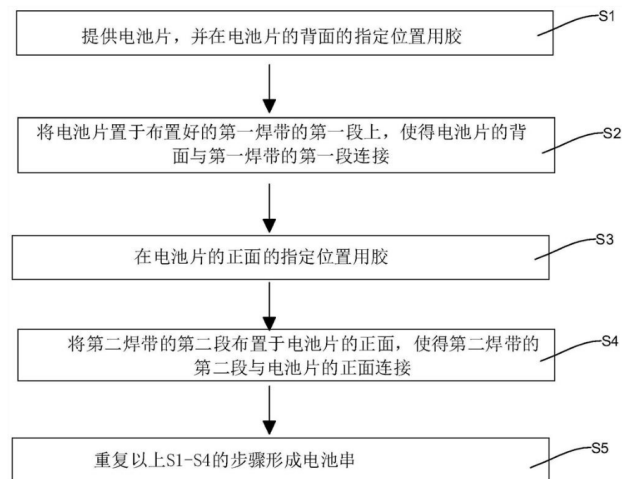 提供电池片，并在电池片的背面的指定位置用胶
S1
将电池片置于布置好的第一焊带的第一段上，使得电池片的背
面与第一焊带的第一段连接
S2
在电池片的正面的指定位置用胶
S3
将第二焊带的第二段布置于电池片的正面，使得第二焊带的
第二段与电池片的正面连接
S4
重复以上S1-S4的步骤形成电池串
S5